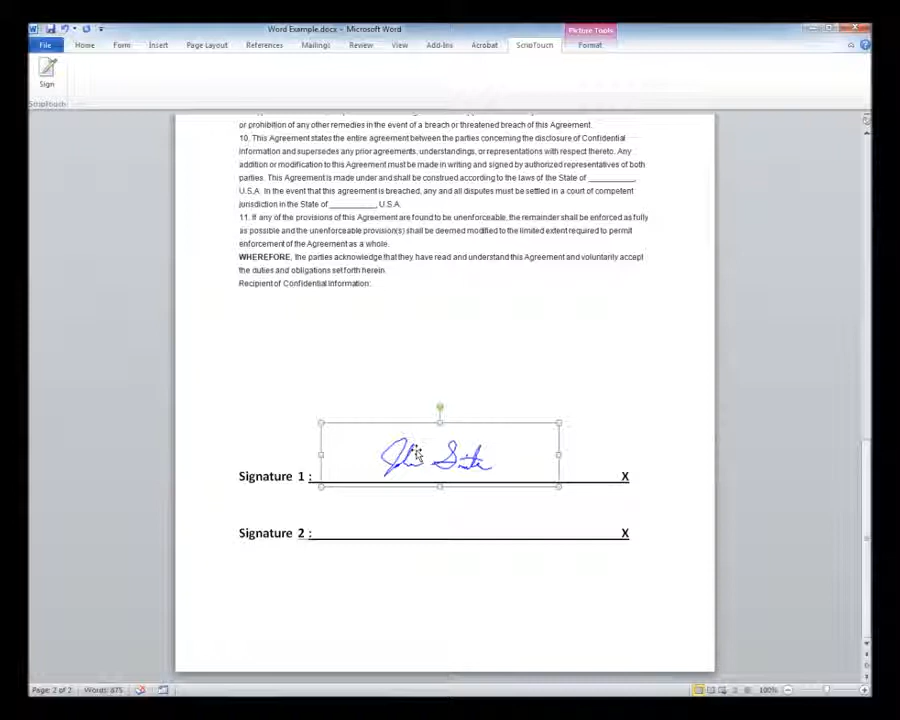 Word Example.docx - Microsoft Word
File Home Form Insert Page Layout References Mailings Review View Add-Ins Acrobat ScripTouch Picture Tools Format
Sign
ScripTouch
or prohibition of any other remedies in the event of a breach or threatened breach of this Agreement.
10. This Agreement states the entire agreement between the parties concerning the disclosure of Confidential
Information and supersedes any prior agreements, understandings, or representations with respect thereto. Any
addition or modification to this Agreement must be made in writing and signed by authorized representatives of both
parties. This Agreement is made under and shall be construed according to the laws of the State of __________,
U.S.A. In the event that this agreement is breached, any and all disputes must be settled in a court of competent
jurisdiction in the State of __________, U.S.A.
11. If any of the provisions of this Agreement are found to be unenforceable, the remainder shall be enforced as fully
as possible and the unenforceable provision(s) shall be deemed modified to the limited extent required to permit
enforcement of the Agreement as a whole.
WHEREFORE, the parties acknowledge that they have read and understand this Agreement and voluntarily accept
the duties and obligations set forth herein.
Recipient of Confidential Information:
Signature 1 : X
Signature 2 : X
Page: 2 of 2 Words: 875 100%